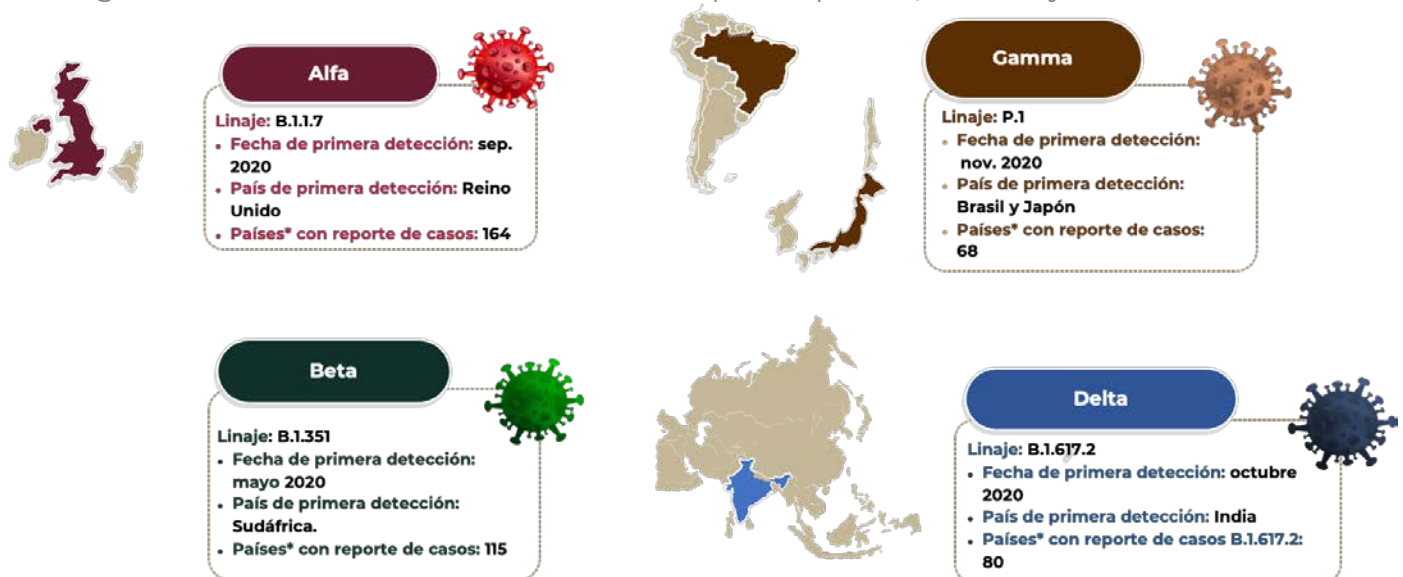 Alfa
Linaje: B.1.1.7
• Fecha de primera detección: sep.
2020
• País de primera detección: Reino
Unido
• Países* con reporte de casos: 164
Gamma
Linaje: P.1
• Fecha de primera detección:
nov. 2020
• País de primera detección:
Brasil y Japón
• Países* con reporte de casos:
68
Beta
Linaje: B.1.351
• Fecha de primera detección:
mayo 2020
• País de primera detección:
Sudáfrica.
• Países* con reporte de casos: 115
Delta
Linaje: B.1.617.2
• Fecha de primera detección: octubre
2020
• País de primera detección: India
• Países* con reporte de casos B.1.617.2:
80